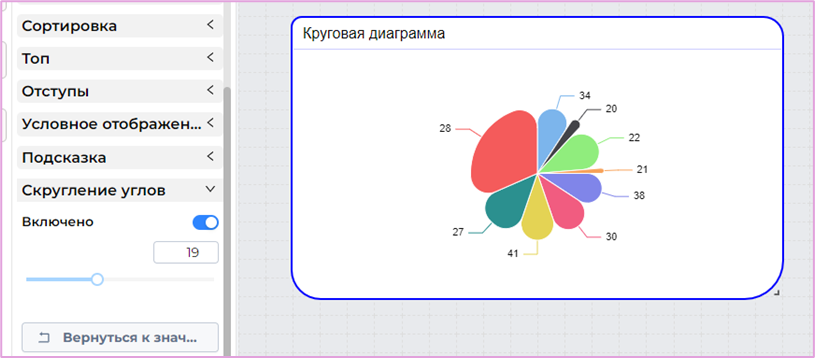 Сортировка
Топ
Отступы
Условное отображен...
Подсказка
Скругление углов
Включено
19
Вернуться к знач...
Круговая диаграмма
34
20
28
22
21
38
27
30
41